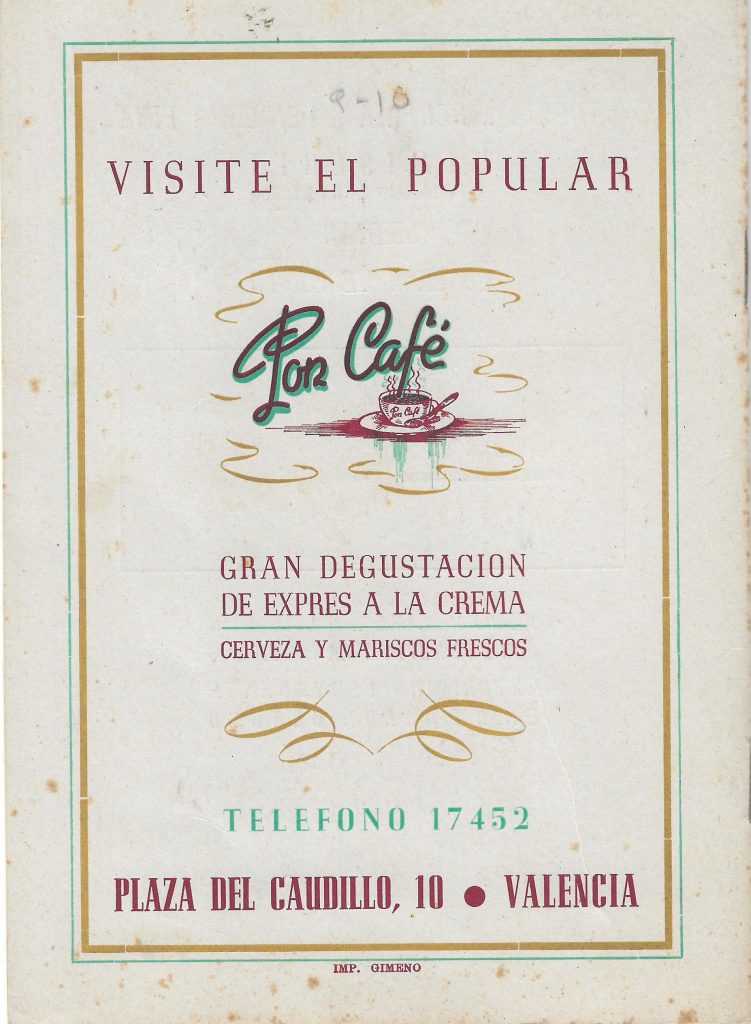 9-10
VISITE EL POPULAR
Pon Café
Pon Café
GRAN DEGUSTACION
DE EXPRES A LA CREMA
CERVEZA Y MARISCOS FRESCOS
TELEFONO 17452
PLAZA DEL CAUDILLO, 10 ● VALENCIA
IMP. GIMENO